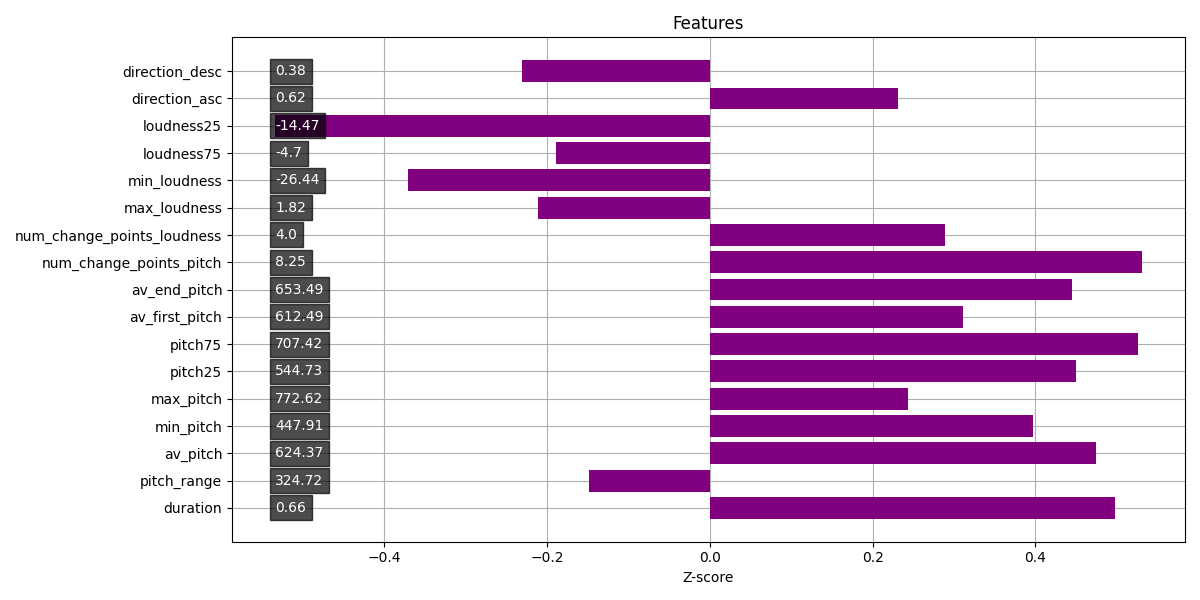 Features
direction_desc 0.38
direction_asc 0.62
loudness25 -14.47
loudness75 -4.7
min_loudness -26.44
max_loudness 1.82
num_change_points_loudness 4.0
num_change_points_pitch 8.25
av_end_pitch 653.49
av_first_pitch 612.49
pitch75 707.42
pitch25 544.73
max_pitch 772.62
min_pitch 447.91
av_pitch 624.37
pitch_range 324.72
duration 0.66
−0.4 −0.2 0.0 0.2 0.4
Z-score